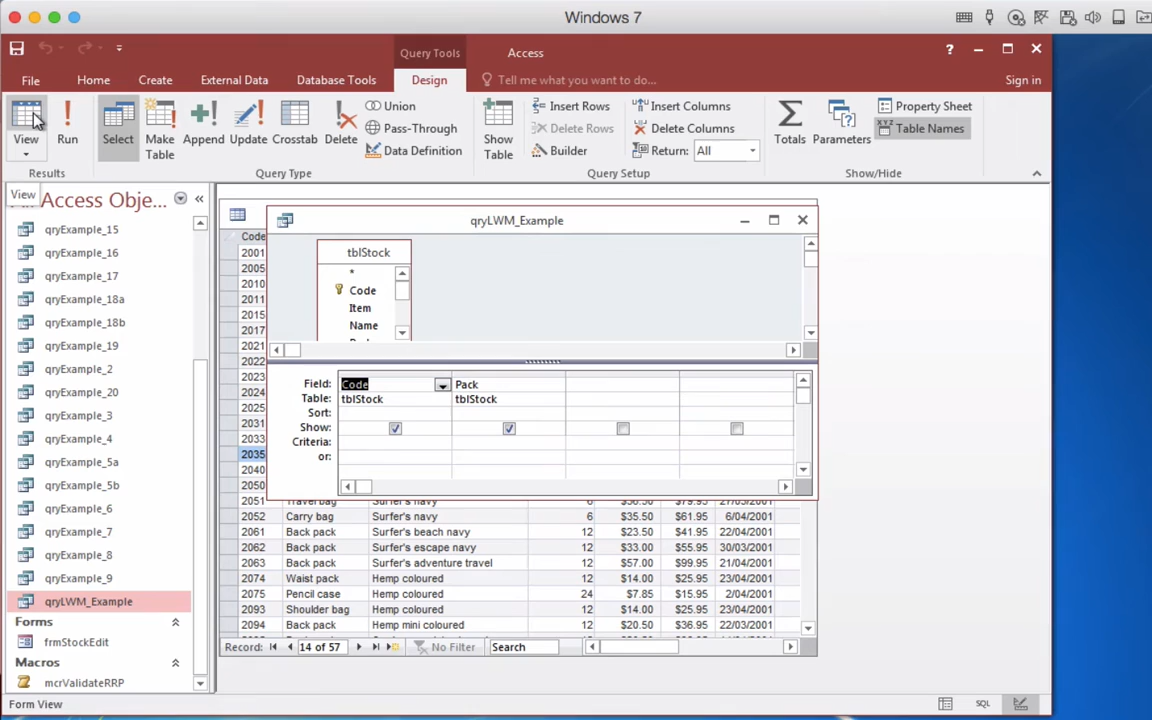 Windows 7
Query Tools
Access
?
File
Home
Create
External Data
Database Tools
Design
Tell me what you want to do...
Sign in
View
Run
Select
Make Table
Append
Update
Crosstab
Delete
Union
Pass-Through
Data Definition
Show Table
Insert Rows
Delete Rows
Builder
Insert Columns
Delete Columns
Return: All
Totals
Parameters
Property Sheet
XYZ Table Names
Results
Query Type
Query Setup
Show/Hide
View
Access Obje... «
qryExample_15
qryExample_16
qryExample_17
qryExample_18a
qryExample_18b
qryExample_19
qryExample_2
qryExample_20
qryExample_3
qryExample_4
qryExample_5a
qryExample_5b
qryExample_6
qryExample_7
qryExample_8
qryExample_9
qryLWM_Example
Forms
frmStockEdit
Macros
mcrValidateRRP
Code
2001
2005
2010
2011
2015
2017
2021
2022
2023
2024
2025
2031
2033
2035
2040
2050
qryLWM_Example
tblStock
*
Code
Item
Name
Field: Code Pack
Table: tblStock tblStock
Sort:
Show:
Criteria:
or:
2051 Travel bag Surfer's navy 6 $36.50 $79.95 27/03/2001
2052 Carry bag Surfer's navy 6 $35.50 $61.95 6/04/2001
2061 Back pack Surfer's beach navy 12 $23.50 $41.95 22/04/2001
2062 Back pack Surfer's escape navy 12 $33.00 $55.95 30/03/2001
2063 Back pack Surfer's adventure travel 12 $57.00 $99.95 21/04/2001
2074 Waist pack Hemp coloured 12 $14.00 $25.95 23/04/2001
2075 Pencil case Hemp coloured 24 $7.85 $15.95 2/04/2001
2093 Shoulder bag Hemp coloured 12 $14.00 $25.95 23/04/2001
2094 Back pack Hemp mini coloured 12 $20.50
Record: 14 of 57 No Filter Search
Form View
SQL